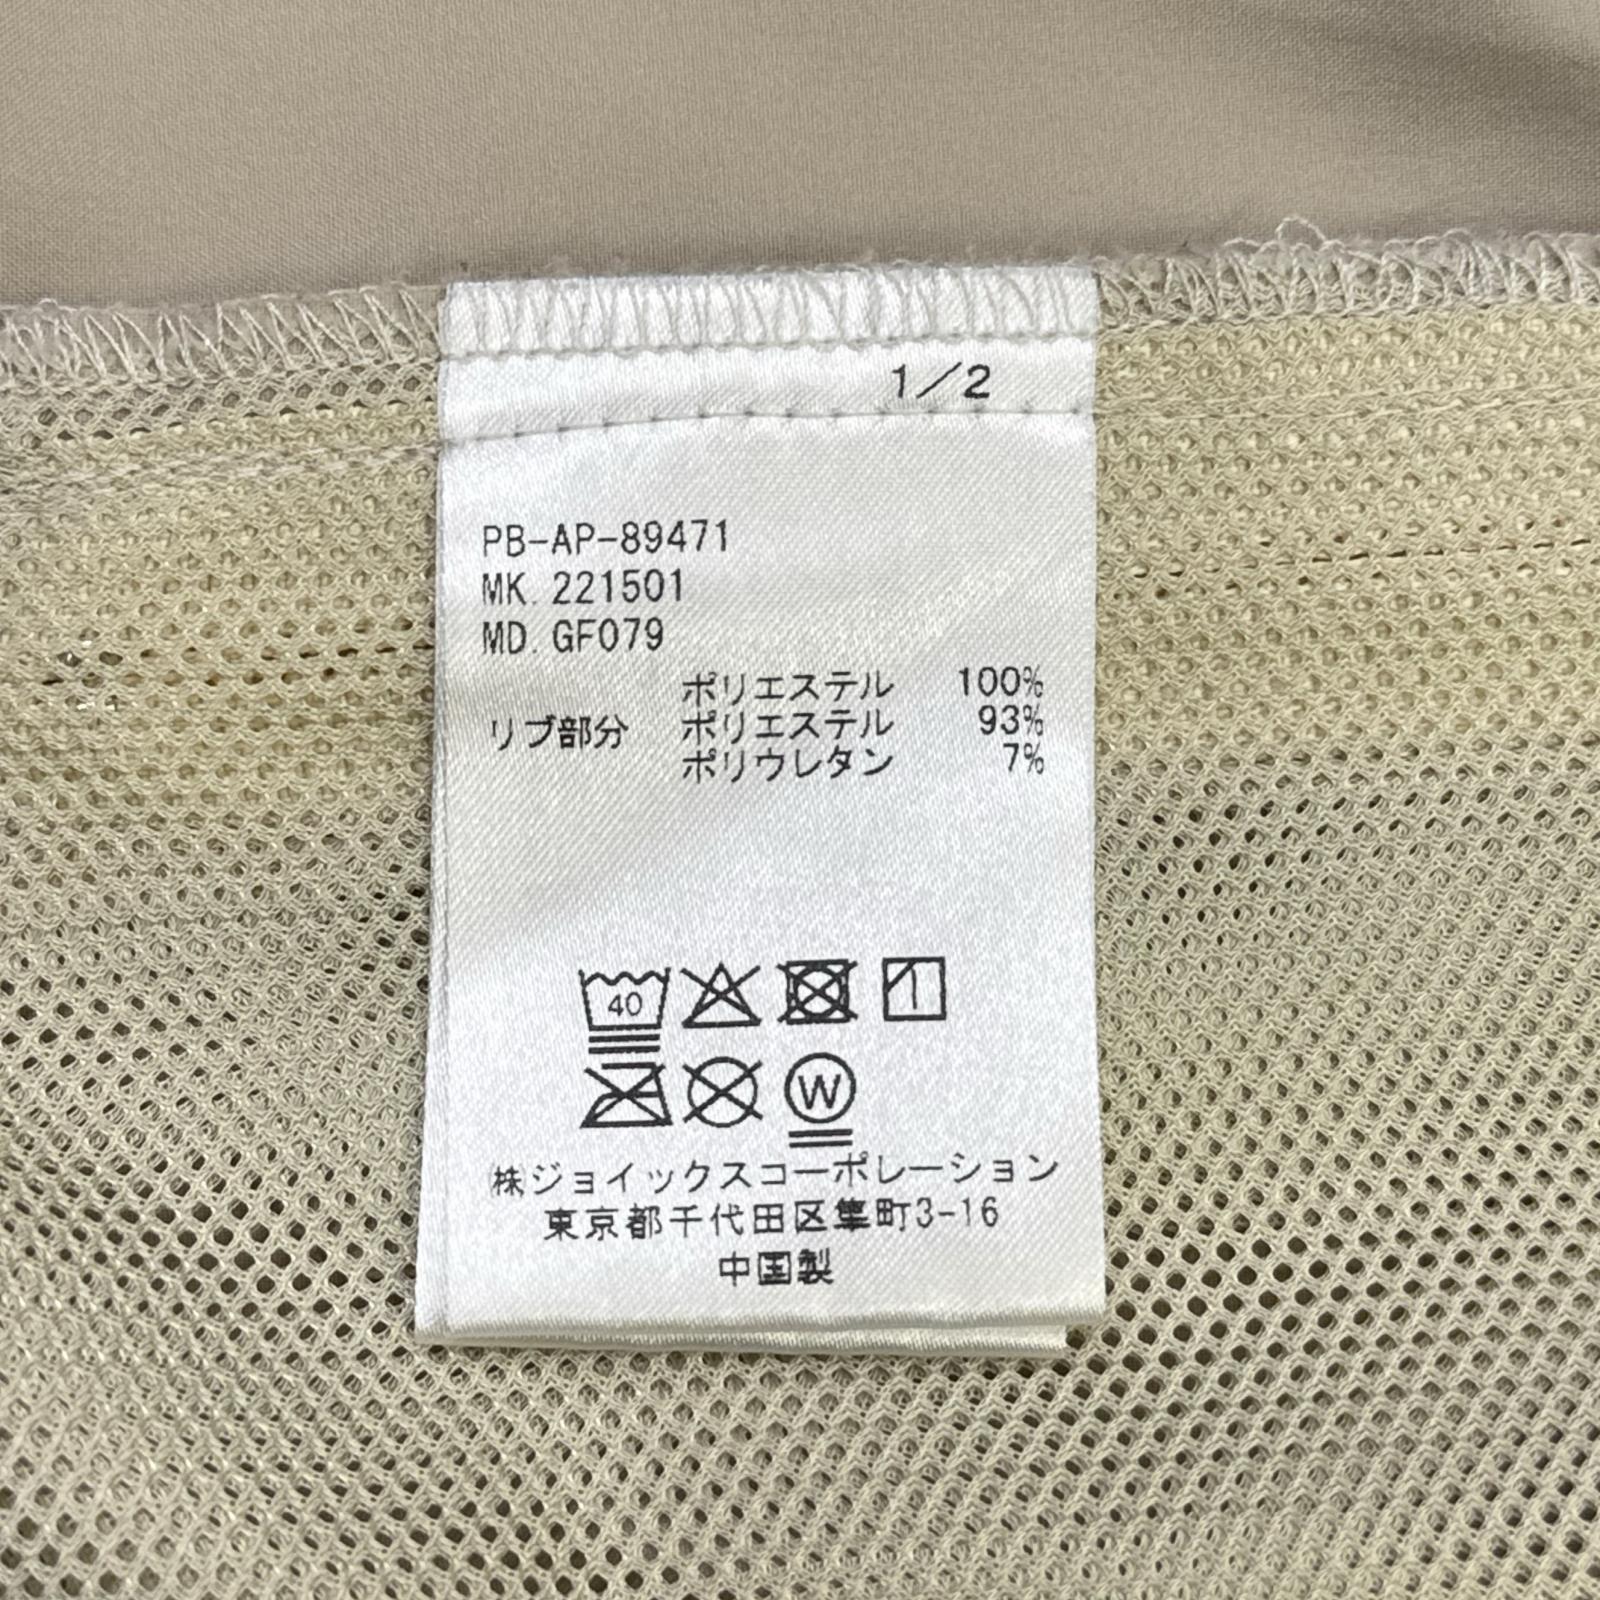 1/2
PB-AP-89471
MK. 221501
MD. GF079
ポリエステル 100%
リブ部分 ポリエステル 93%
ポリウレタン 7%
40
W
㈱ジョイックスコーポレーション
東京都千代田区隼町3-16
中国製